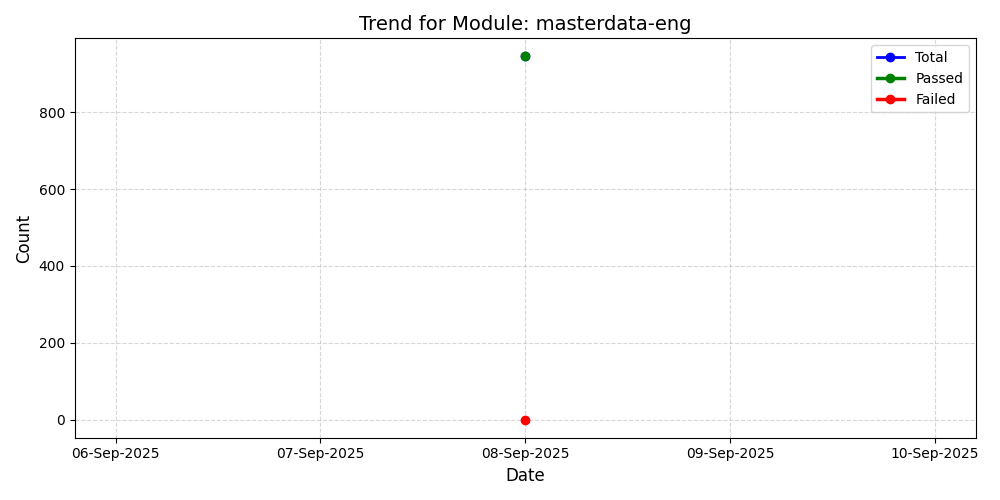 Trend for Module: masterdata-eng
Total
Passed
Failed
800
600
400
200
0
Count
06-Sep-2025
07-Sep-2025
08-Sep-2025
09-Sep-2025
10-Sep-2025
Date